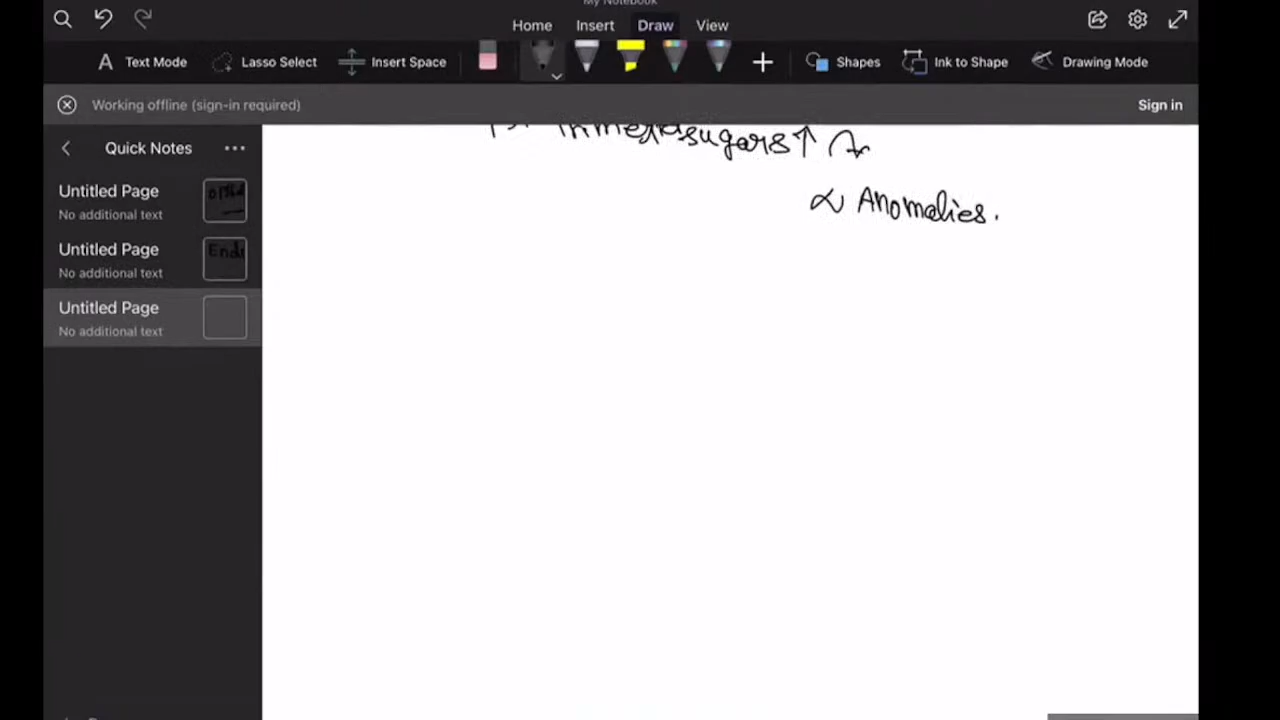 My Notebook
Home Insert Draw View
Text Mode Lasso Select Insert Space Shapes Ink to Shape Drawing Mode
Working offline (sign-in required) Sign in
Quick Notes
Untitled Page
No additional text
Untitled Page
No additional text
Untitled Page
No additional text
sugars↑
∝ Anomalies.